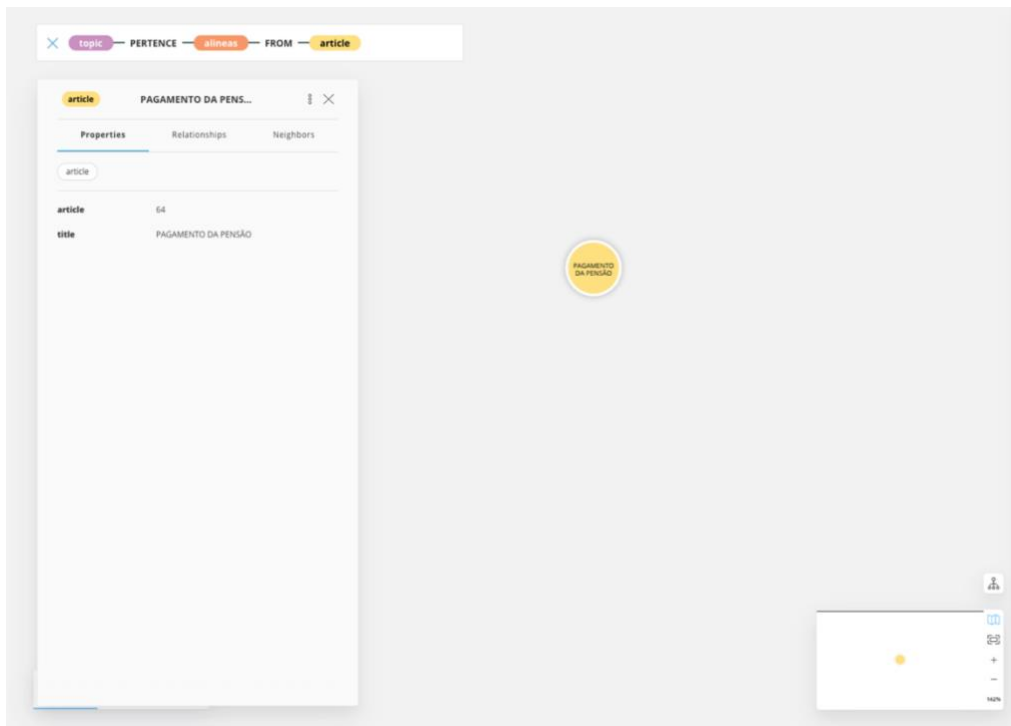 topic PERTENCE alineas FROM article
article PAGAMENTO DA PENS...
Properties Relationships Neighbors
article
article 64
title PAGAMENTO DA PENSÃO
PAGAMENTO
DA PENSÃO
142%